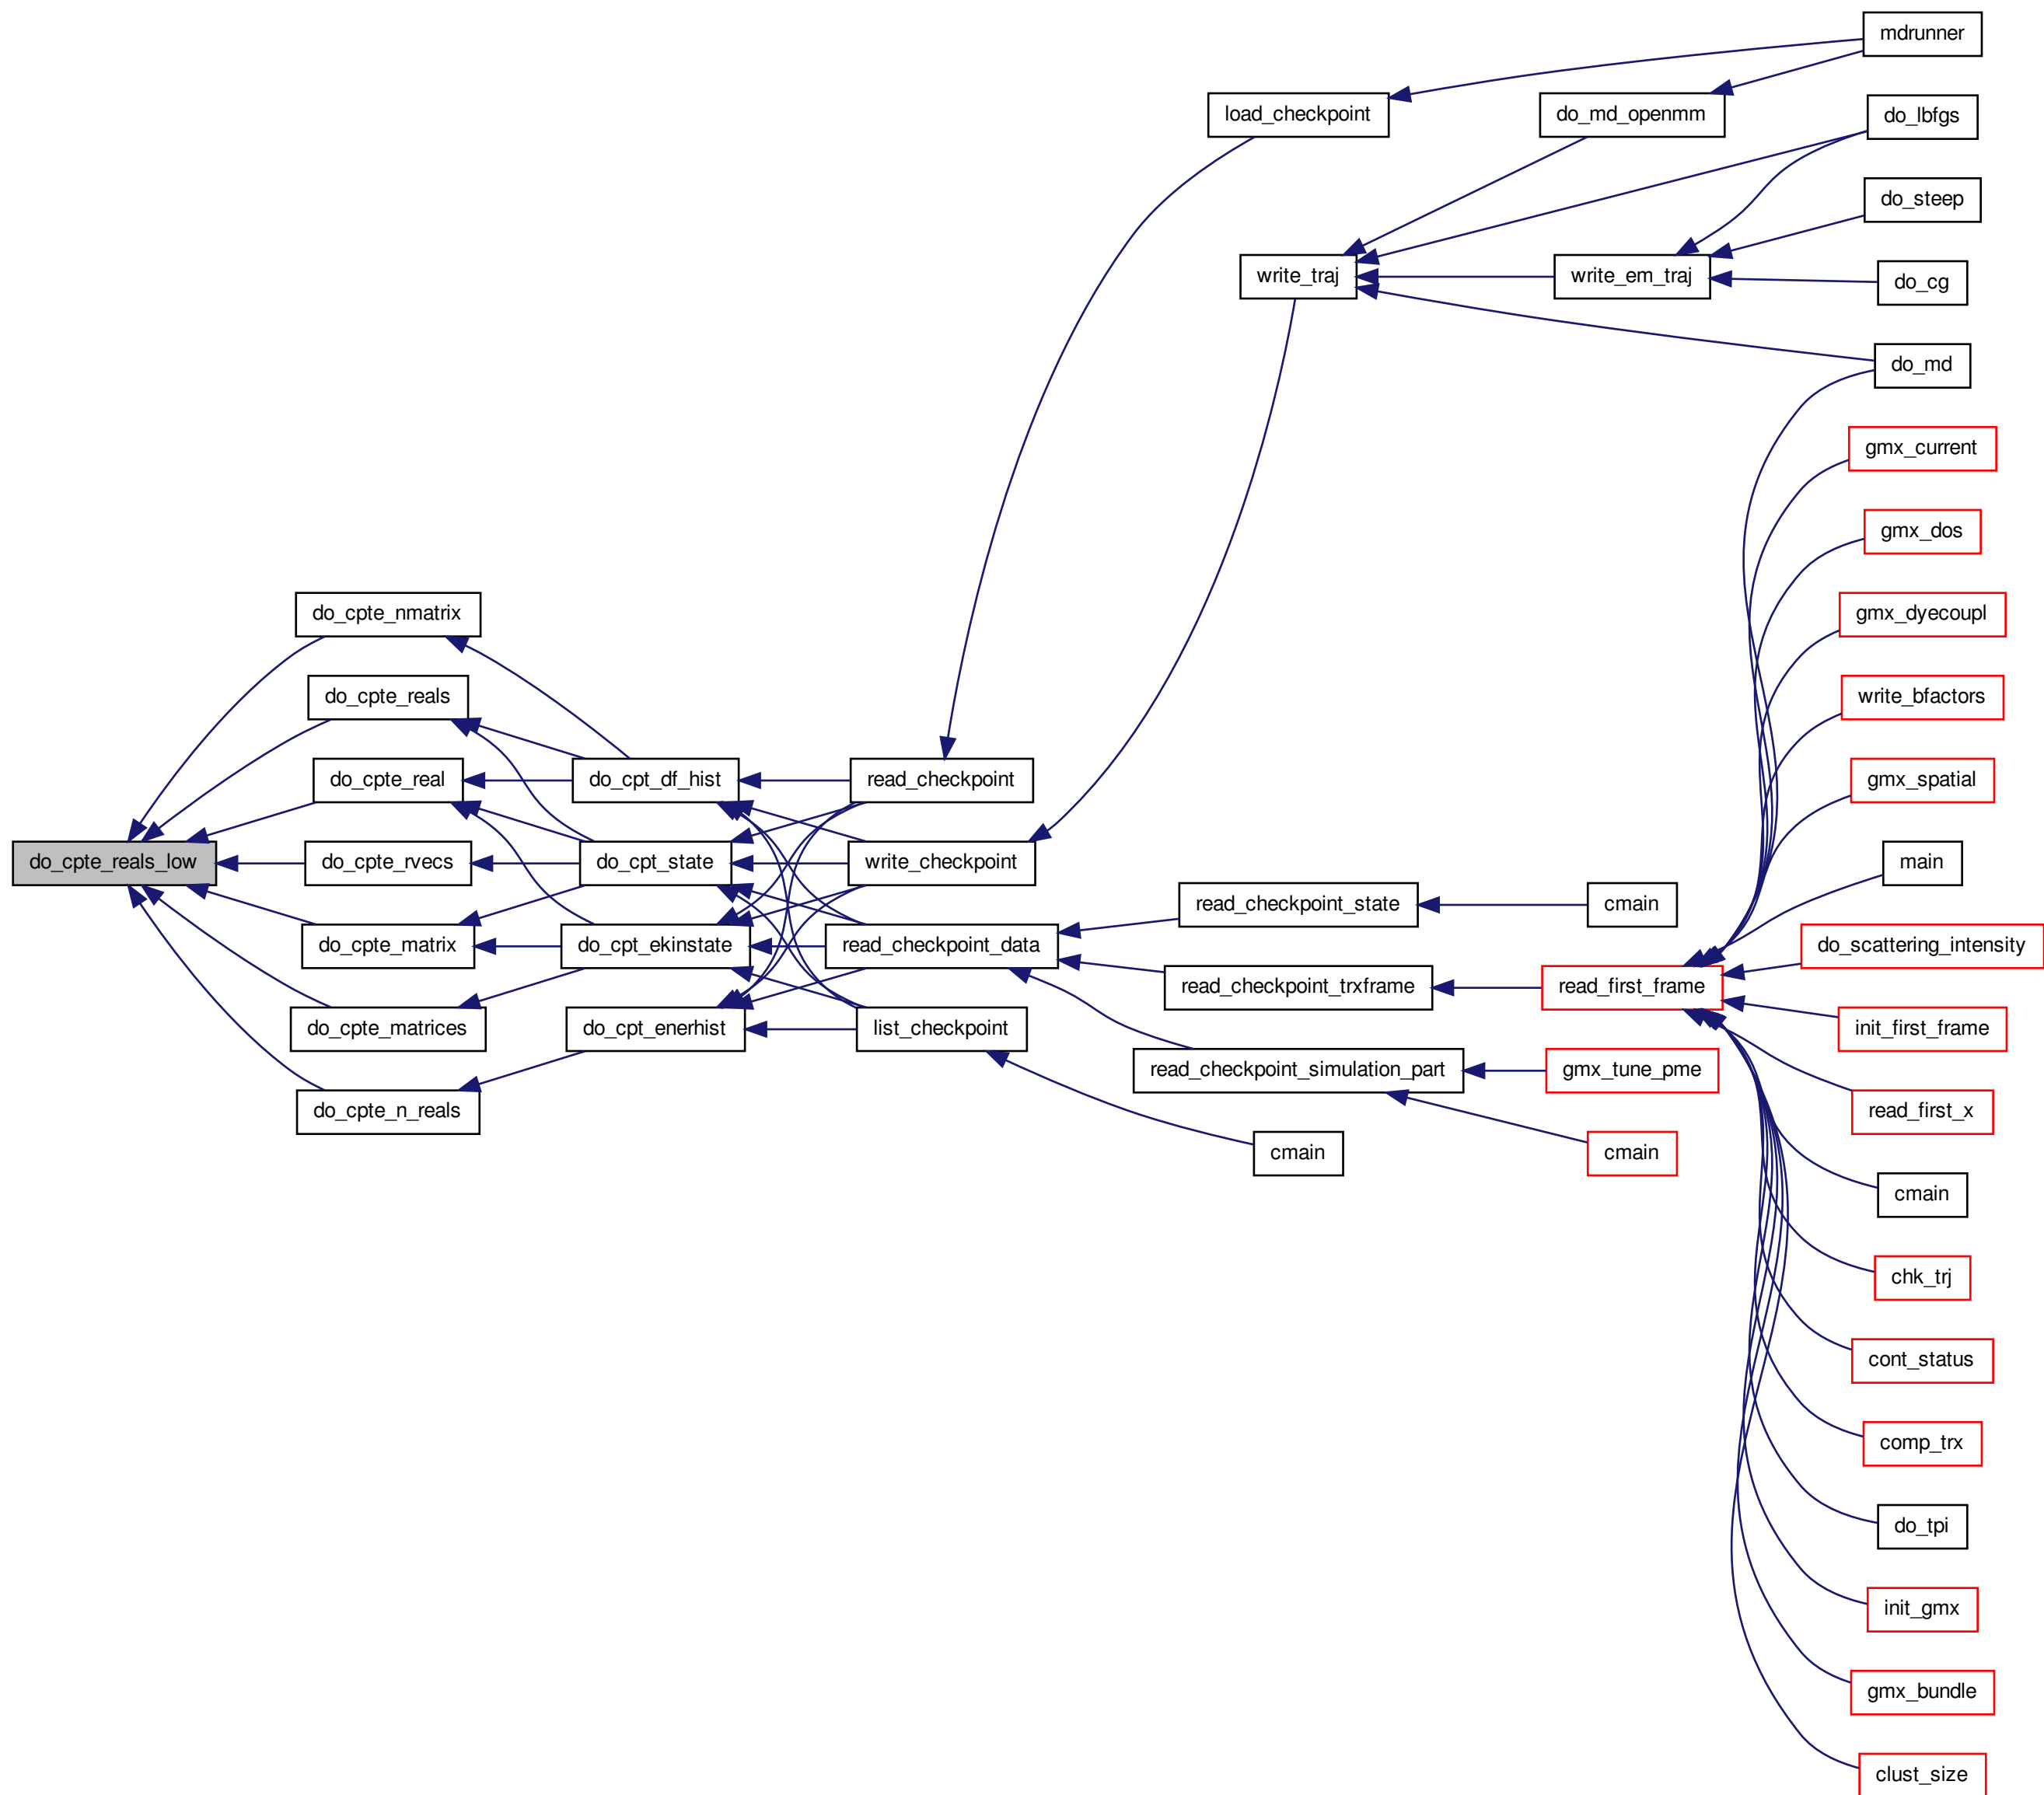 mdrunner
load_checkpoint
do_md_openmm
do_lbfgs
do_steep
write_traj
write_em_traj
do_cg
do_md
gmx_current
gmx_dos
do_cpte_nmatrix
gmx_dyecoupl
do_cpte_reals
write_bfactors
do_cpte_real
do_cpt_df_hist
read_checkpoint
gmx_spatial
do_cpte_reals_low
do_cpte_rvecs
do_cpt_state
write_checkpoint
main
read_checkpoint_state
cmain
do_cpte_matrix
do_cpt_ekinstate
read_checkpoint_data
do_scattering_intensity
read_checkpoint_trxframe
read_first_frame
do_cpte_matrices
do_cpt_enerhist
list_checkpoint
init_first_frame
read_checkpoint_simulation_part
gmx_tune_pme
do_cpte_n_reals
read_first_x
cmain
cmain
cmain
chk_trj
cont_status
comp_trx
do_tpi
init_gmx
gmx_bundle
clust_size